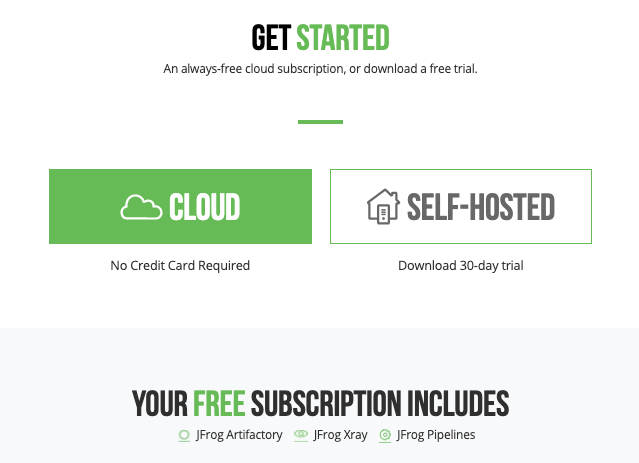 GET STARTED
An always-free cloud subscription, or download a free trial.
CLOUD
SELF-HOSTED
No Credit Card Required
Download 30-day trial
YOUR FREE SUBSCRIPTION INCLUDES
JFrog Artifactory JFrog Xray JFrog Pipelines